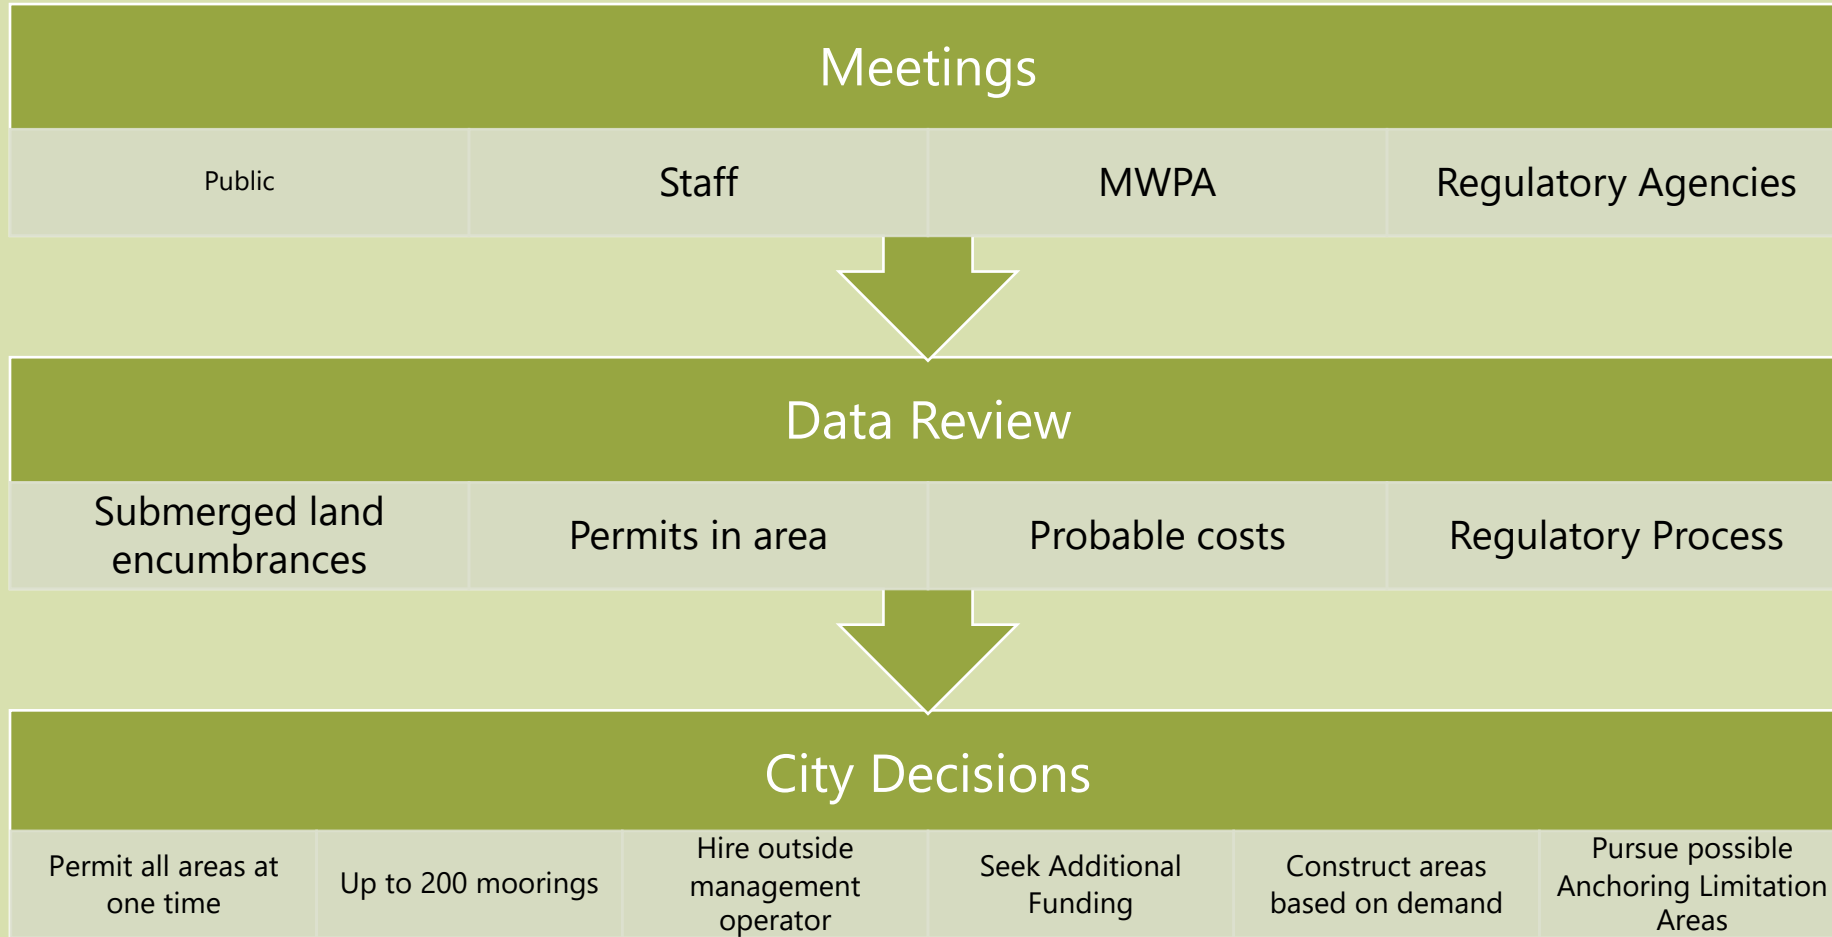 Meetings
Public
Staff
MWPA
Regulatory Agencies
Data Review
Submerged land
encumbrances
Permits in area
Probable costs
Regulatory Process
City Decisions
Permit all areas at
one time
Up to 200 moorings
Hire outside
management
operator
Seek Additional
Funding
Construct areas
based on demand
Pursue possible
Anchoring Limitation
Areas